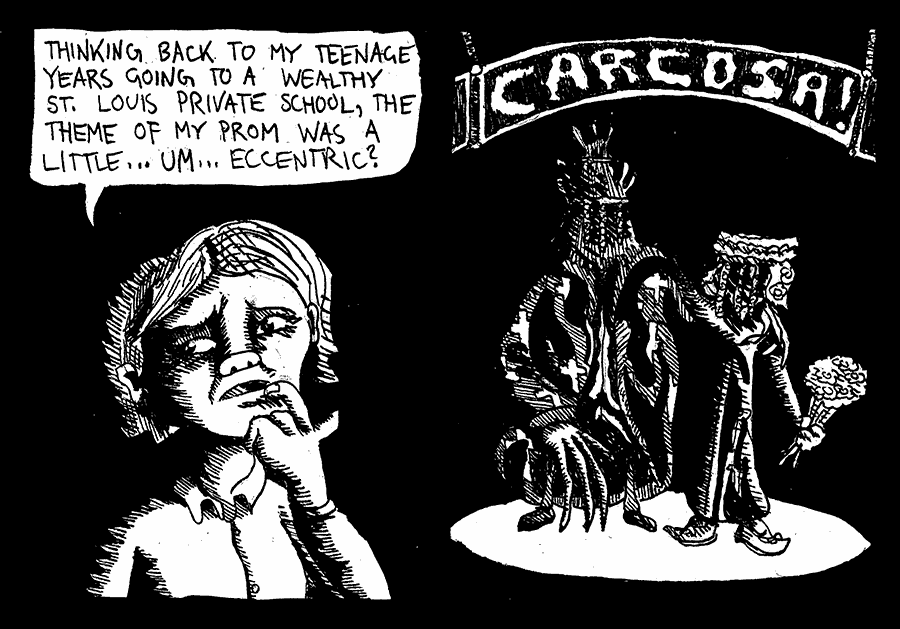 THINKING BACK TO MY TEENAGE
YEARS GOING TO A WEALTHY
ST. LOUIS PRIVATE SCHOOL, THE
THEME OF MY PROM WAS A
LITTLE... UM... ECCENTRIC?
CARCOSA!